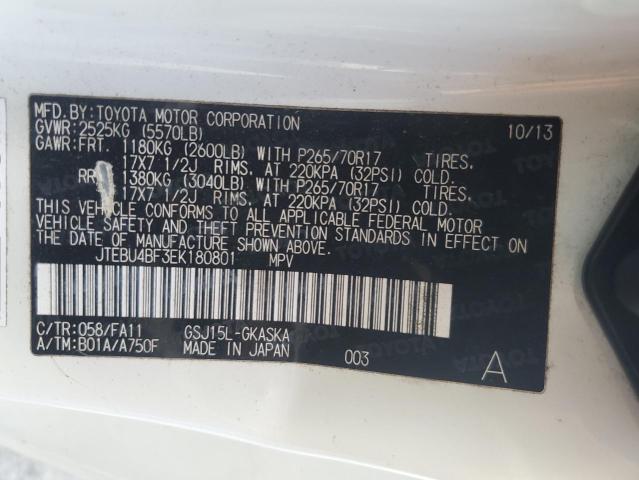 MFD.BY:TOYOTA MOTOR CORPORATION 10/13
GVWR:2525KG (5570LB)
GAWR:FRT. 1180KG (2600LB) WITH P265/70R17 TIRES,
17X7 1/2J RIMS, AT 220KPA (32PSI) COLD.
RR 1380KG (3040LB) WITH P265/70R17 TIRES,
17X7 1/2J RIMS, AT 220KPA (32PSI) COLD.
THIS VEHICLE CONFORMS TO ALL APPLICABLE FEDERAL MOTOR
VEHICLE SAFETY AND THEFT PREVENTION STANDARDS IN EFFECT ON
THE DATE OF MANUFACTURE SHOWN ABOVE.
JTEBU4BF3EK180801 MPV
C/TR:058/FA11 GSJ15L-GKASKA
A/TM:B01A/A750F MADE IN JAPAN 003 A